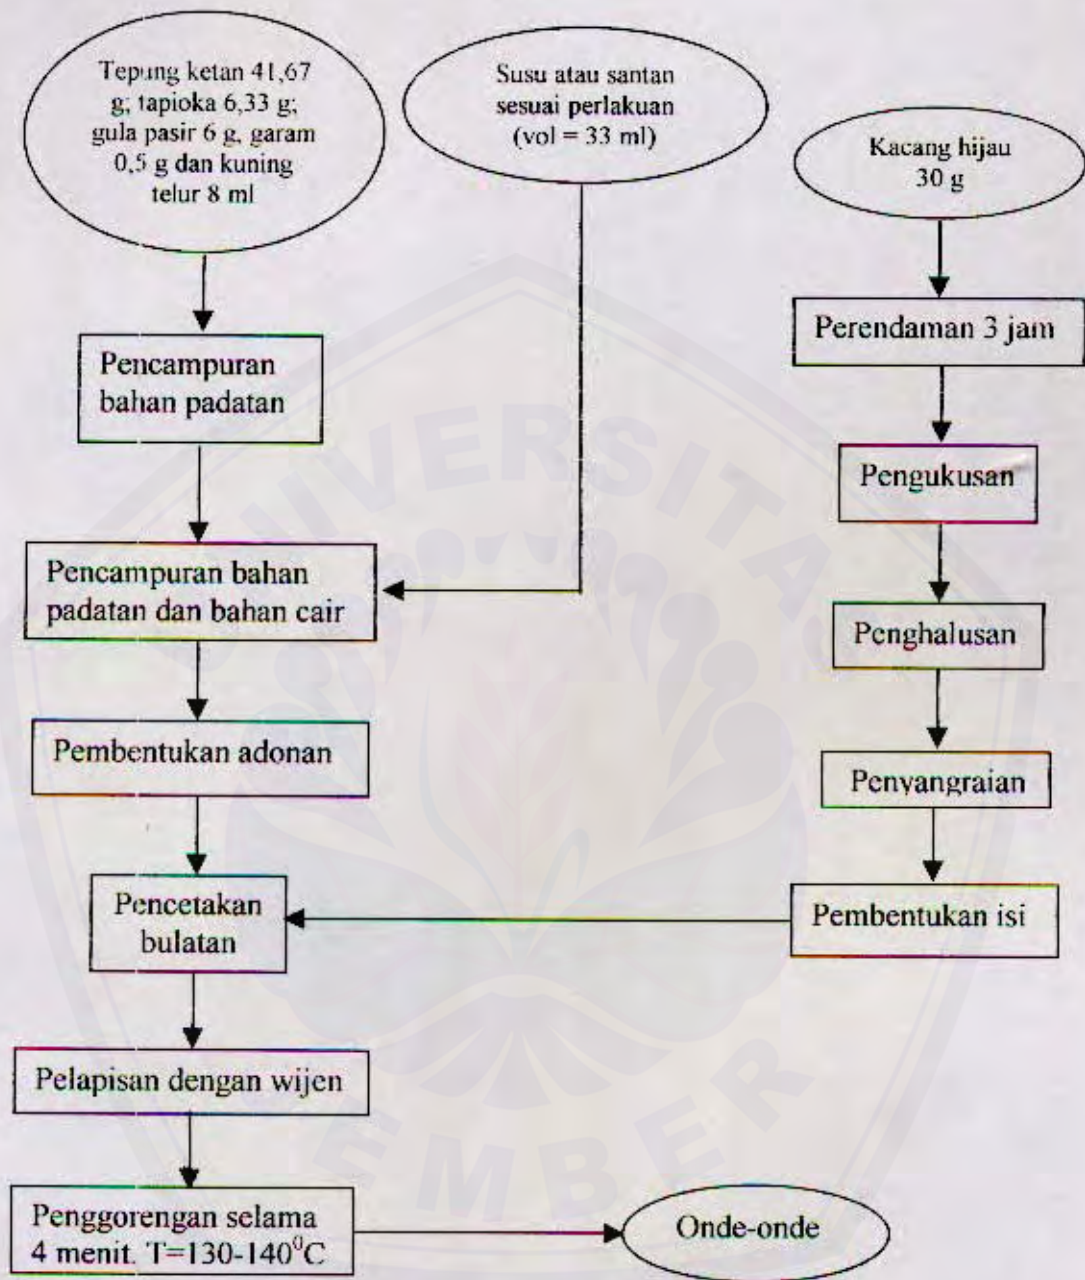 Tepung ketan 41,67
g; tapioka 6,33 g;
gula pasir 6 g, garam
0,5 g dan kuning
telur 8 ml
Susu atau santan
sesuai perlakuan
(vol = 33 ml)
Kacang hijau
30 g
Pencampuran
bahan padatan
Perendaman 3 jam
Pengukusan
Pencampuran bahan
padatan dan bahan cair
Penghalusan
Pembentukan adonan
Penyangraian
Pencetakan
bulatan
Pembentukan isi
Pelapisan dengan wijen
Penggorengan selama
4 menit. T=130-140⁰C
Onde-onde
UNIVERSITAS
JEMBER